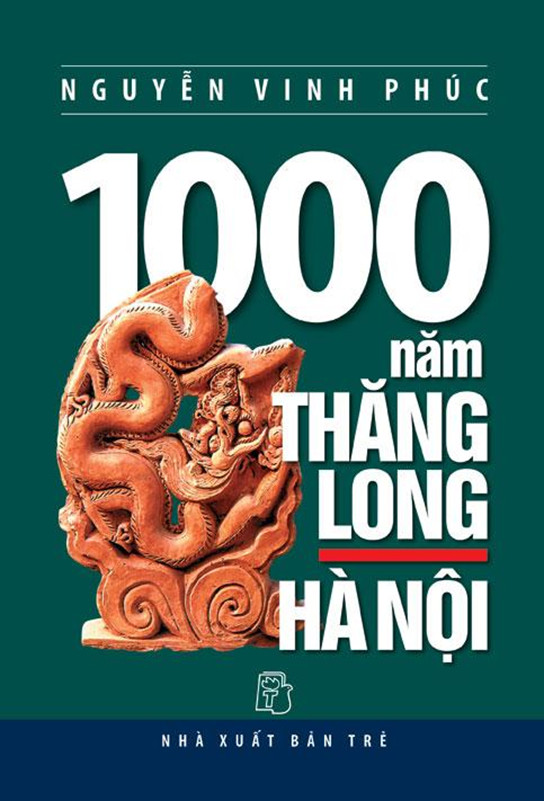 NGUYỄN VINH PHÚC
1000
năm
THĂNG
LONG
HÀ NỘI
T
NHÀ XUẤT BẢN TRẺ